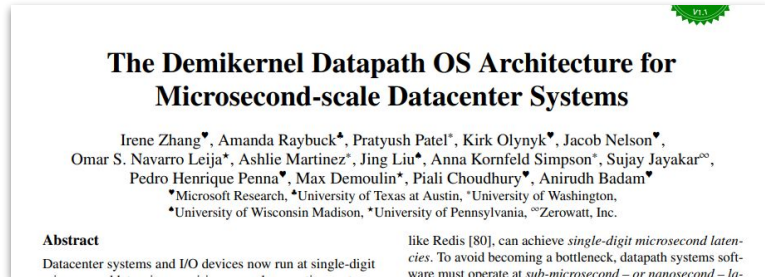 V1.1
The Demikernel Datapath OS Architecture for
Microsecond-scale Datacenter Systems
Irene Zhang♥, Amanda Raybuck♣, Pratyush Patel*, Kirk Olynyk♥, Jacob Nelson♥,
Omar S. Navarro Leija★, Ashlie Martinez*, Jing Liu♠, Anna Kornfeld Simpson*, Sujay Jayakar∞,
Pedro Henrique Penna♥, Max Demoulin★, Piali Choudhury♥, Anirudh Badam♥
♥Microsoft Research, ♣University of Texas at Austin, *University of Washington,
♠University of Wisconsin Madison, ★University of Pennsylvania, ∞Zerowatt, Inc.
Abstract
Datacenter systems and I/O devices now run at single-digit
like Redis [80], can achieve single-digit microsecond laten-
cies. To avoid becoming a bottleneck, datapath systems soft-
ware must operate at sub-microsecond – or nanosecond – la-